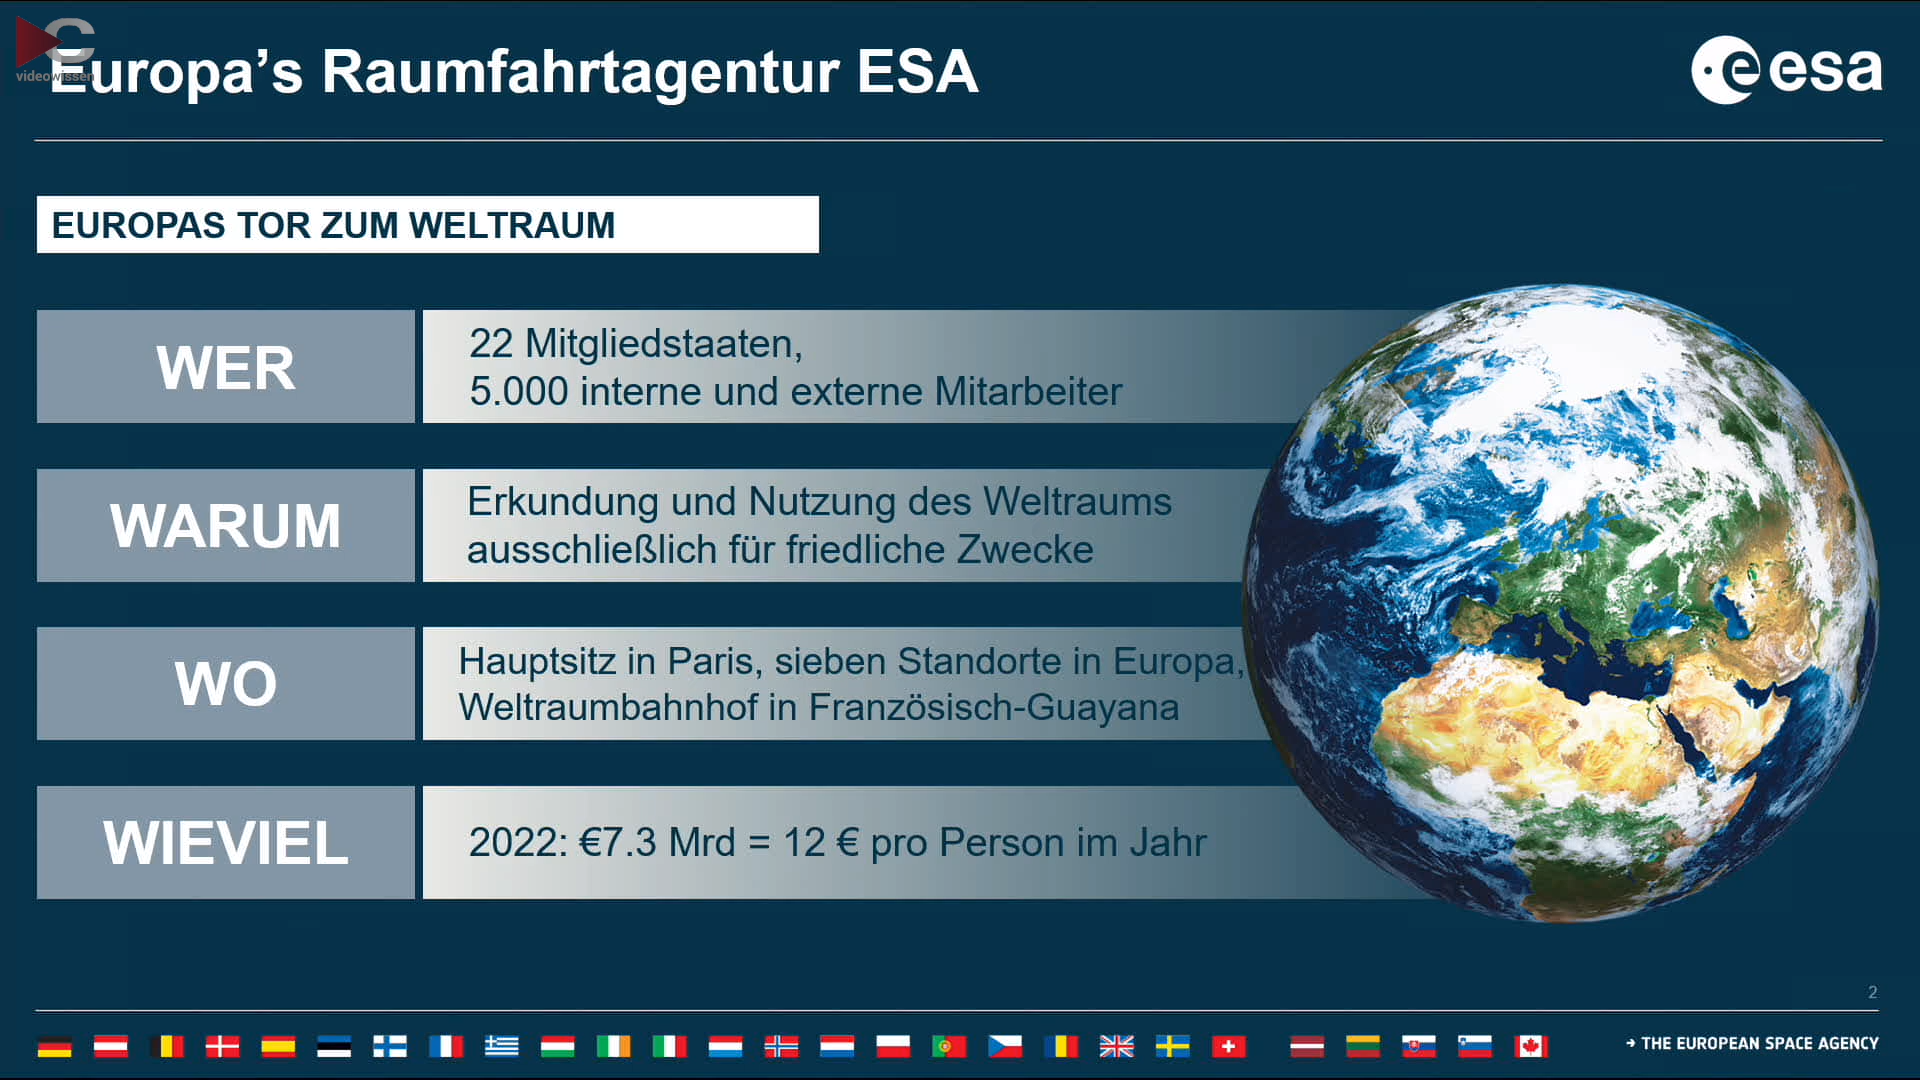 videowissen
Europa’s Raumfahrtagentur ESA
esa
EUROPAS TOR ZUM WELTRAUM
WER
22 Mitgliedstaaten,
5.000 interne und externe Mitarbeiter
WARUM
Erkundung und Nutzung des Weltraums
ausschließlich für friedliche Zwecke
WO
Hauptsitz in Paris, sieben Standorte in Europa,
Weltraumbahnhof in Französisch-Guayana
WIEVIEL
2022: €7.3 Mrd = 12 € pro Person im Jahr
2
→ THE EUROPEAN SPACE AGENCY